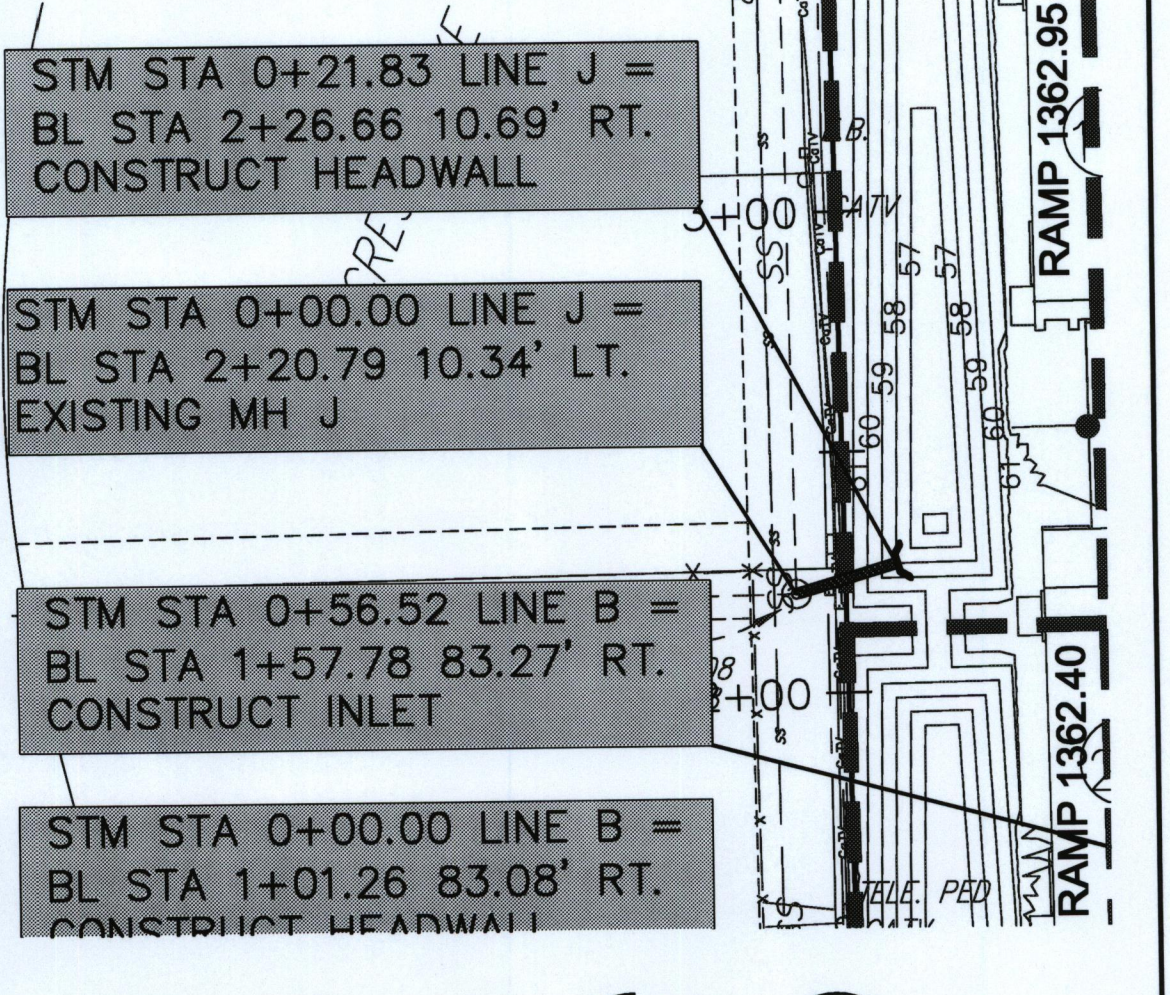 STM STA 0+21.83 LINE J =
BL STA 2+26.66 10.69' RT.
CONSTRUCT HEADWALL
STM STA 0+00.00 LINE J =
BL STA 2+20.79 10.34' LT.
EXISTING MH J
STM STA 0+56.52 LINE B =
BL STA 1+57.78 83.27' RT.
CONSTRUCT INLET
STM STA 0+00.00 LINE B =
BL STA 1+01.26 83.08' RT.
CONSTRUCT HEADWALL
RAMP 1362.95
RAMP 1362.40
3+00
+00
B.
CATV
SS
57
57
58
58
59
59
60
60
61
61
TELE. PED
CATV